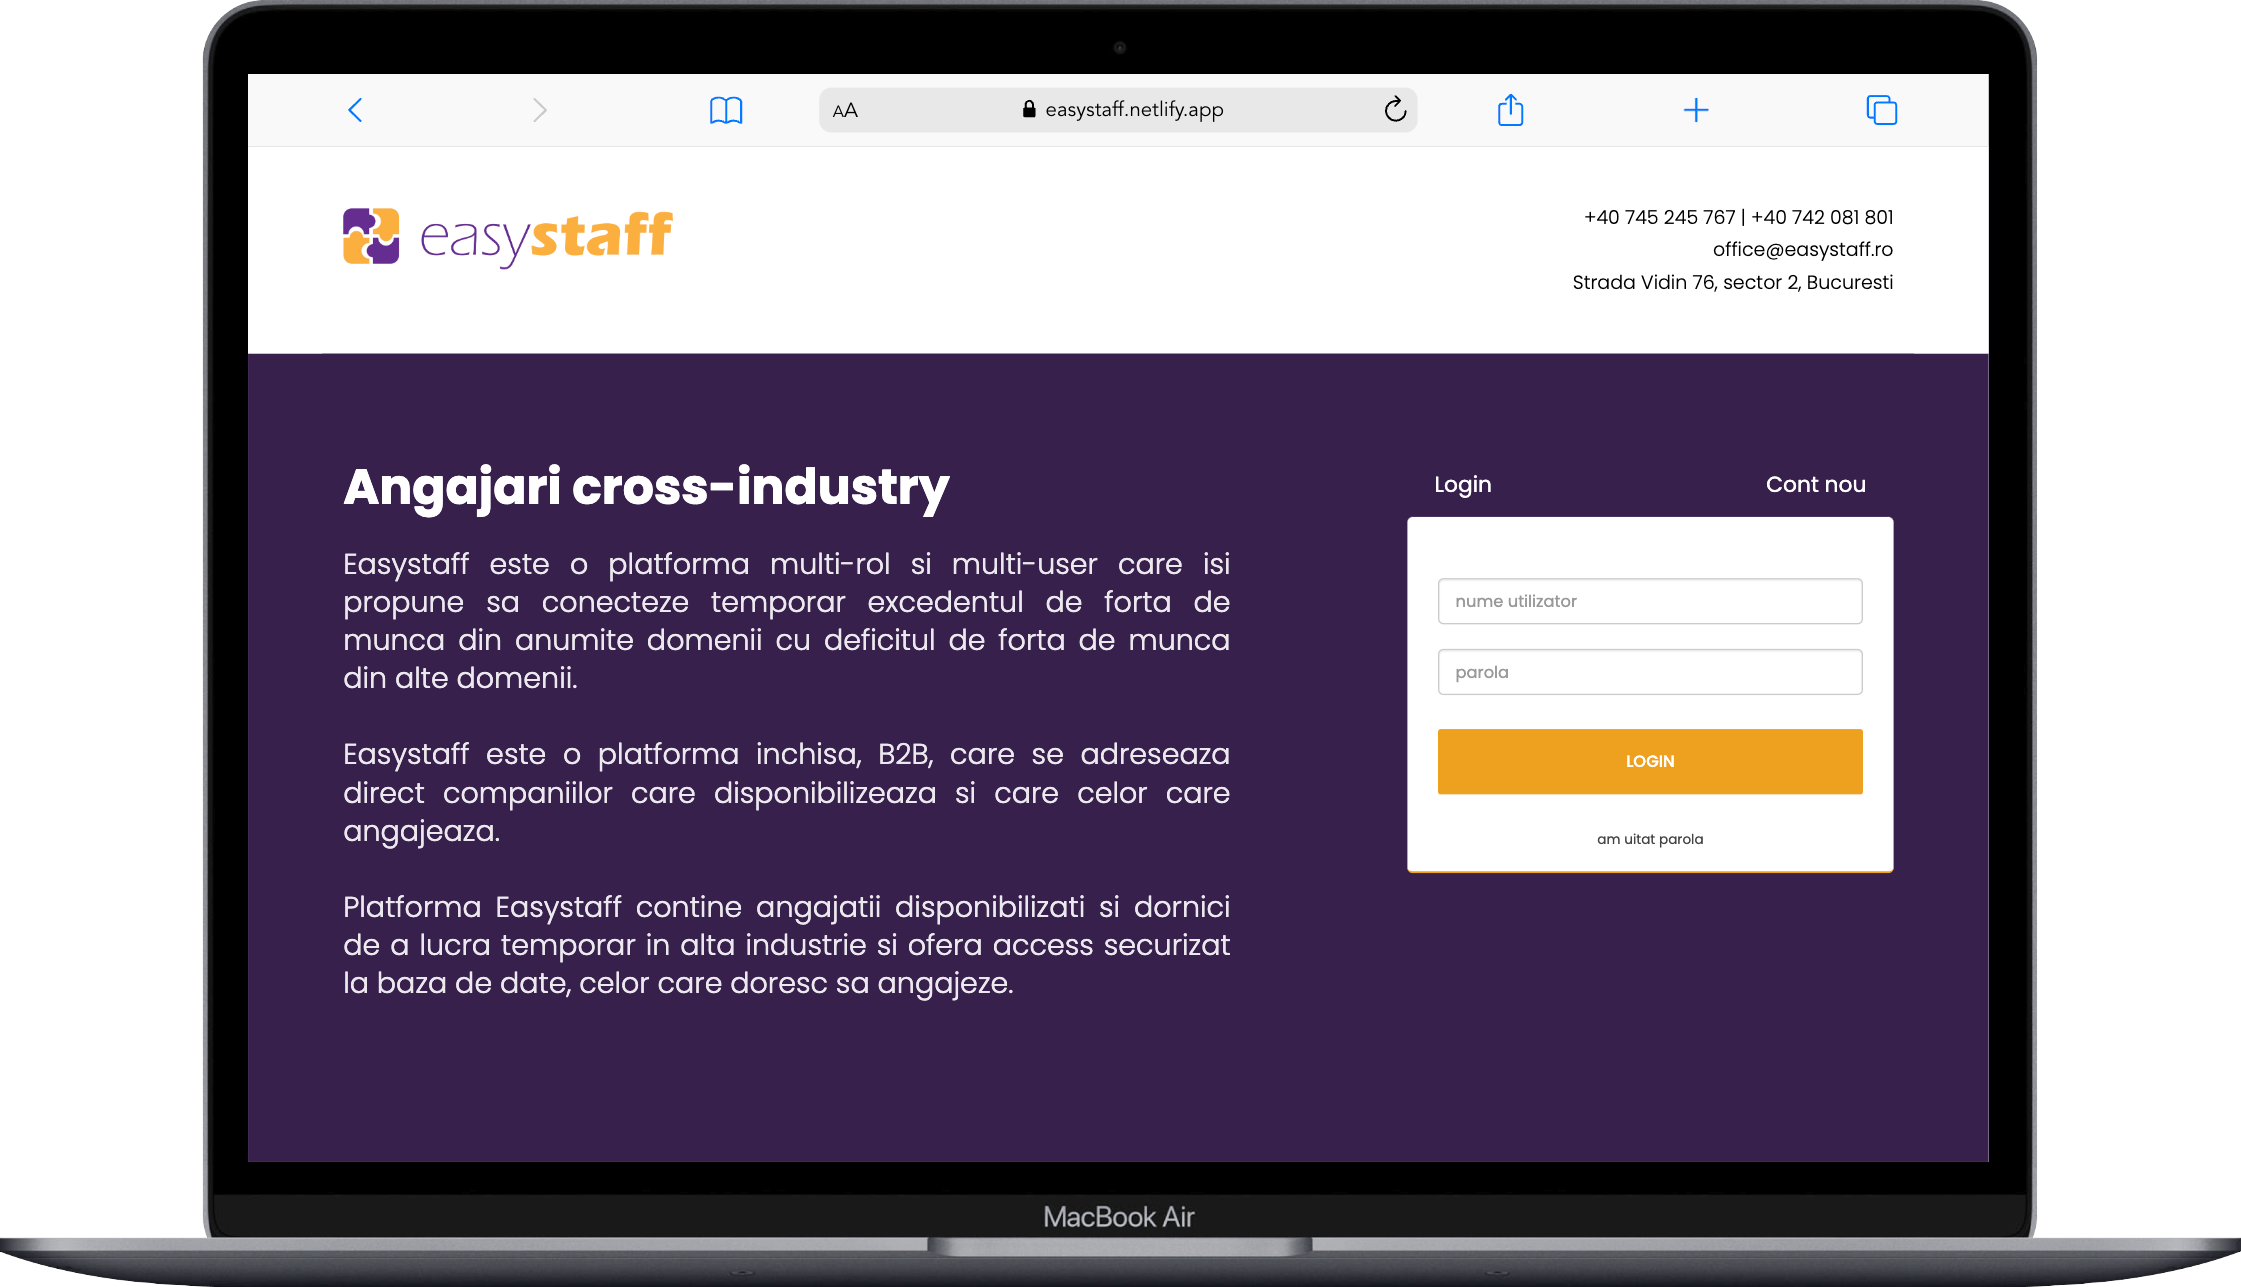 AA easystaff.netlify.app
easystaff
+40 745 245 767 | +40 742 081 801
office@easystaff.ro
Strada Vidin 76, sector 2, Bucuresti
Angajari cross-industry
Easystaff este o platforma multi-rol si multi-user care isi
propune sa conecteze temporar excedentul de forta de
munca din anumite domenii cu deficitul de forta de munca
din alte domenii.
Easystaff este o platforma inchisa, B2B, care se adreseaza
direct companiilor care disponibilizeaza si care celor care
angajeaza.
Platforma Easystaff contine angajatii disponibilizati si dornici
de a lucra temporar in alta industrie si ofera access securizat
la baza de date, celor care doresc sa angajeze.
Login Cont nou
nume utilizator
parola
LOGIN
am uitat parola
MacBook Air